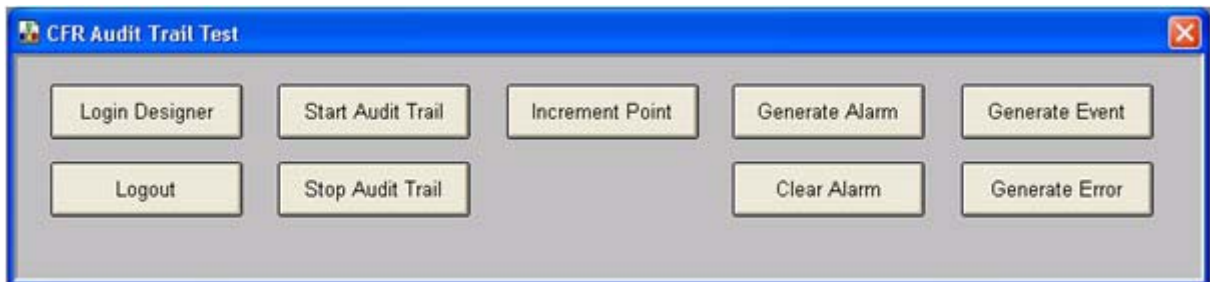 CFR Audit Trail Test
Login Designer
Start Audit Trail
Increment Point
Generate Alarm
Generate Event
Logout
Stop Audit Trail
Clear Alarm
Generate Error